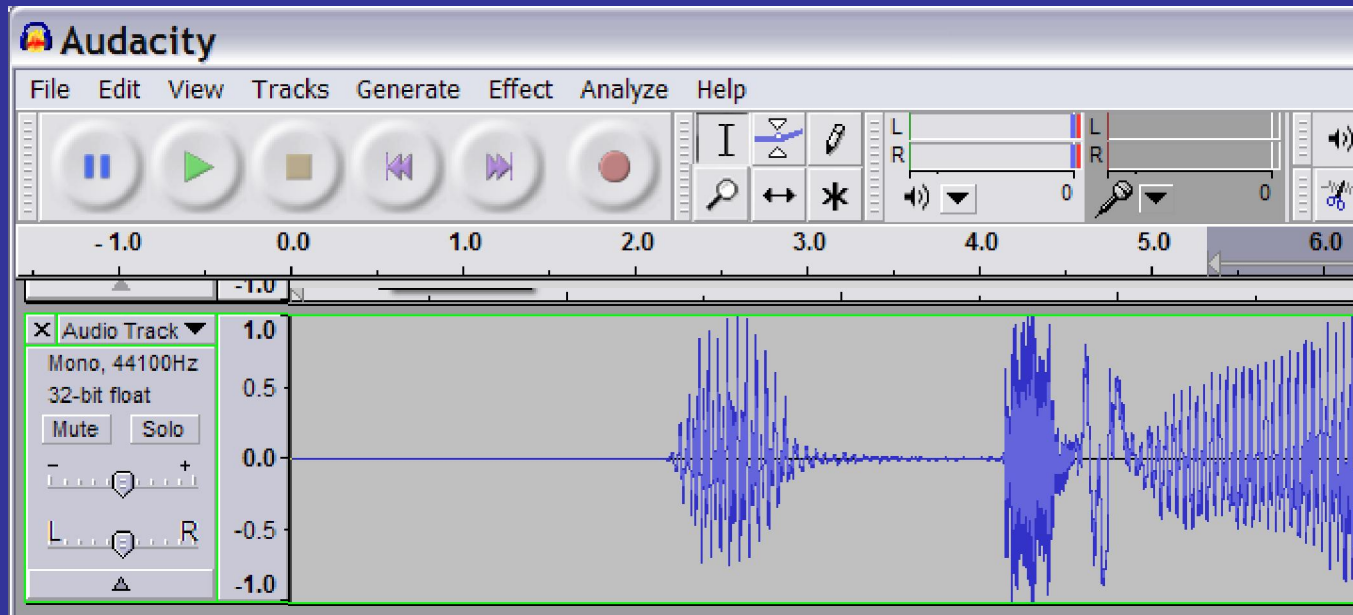 Audacity
File Edit View Tracks Generate Effect Analyze Help
L
R
0
L
R
0
- 1.0 0.0 1.0 2.0 3.0 4.0 5.0 6.0
-1.0
X Audio Track
Mono, 44100Hz
32-bit float
Mute Solo
- +
L R
1.0
0.5
0.0
-0.5
-1.0